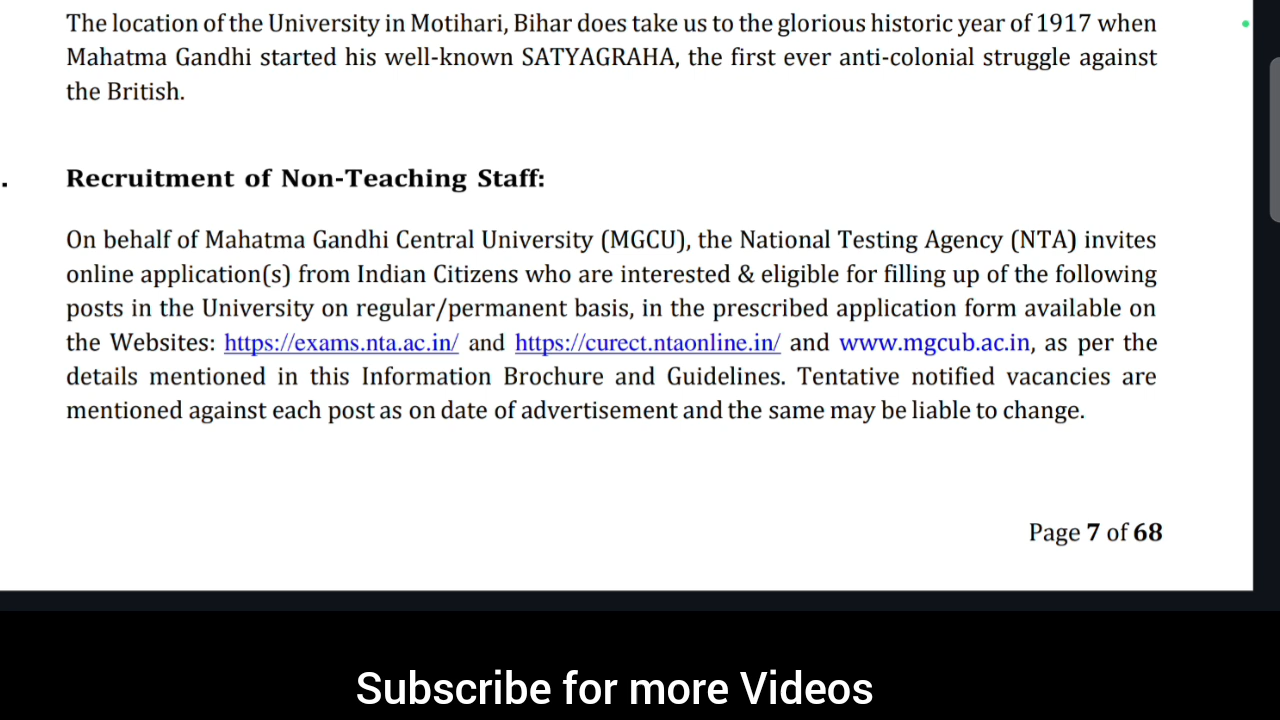 The location of the University in Motihari, Bihar does take us to the glorious historic year of 1917 when
Mahatma Gandhi started his well-known SATYAGRAHA, the first ever anti-colonial struggle against
the British.
. Recruitment of Non-Teaching Staff:
On behalf of Mahatma Gandhi Central University (MGCU), the National Testing Agency (NTA) invites
online application(s) from Indian Citizens who are interested & eligible for filling up of the following
posts in the University on regular/permanent basis, in the prescribed application form available on
the Websites: https://exams.nta.ac.in/ and https://curect.ntaonline.in/ and www.mgcub.ac.in, as per the
details mentioned in this Information Brochure and Guidelines. Tentative notified vacancies are
mentioned against each post as on date of advertisement and the same may be liable to change.
Page 7 of 68
Subscribe for more Videos